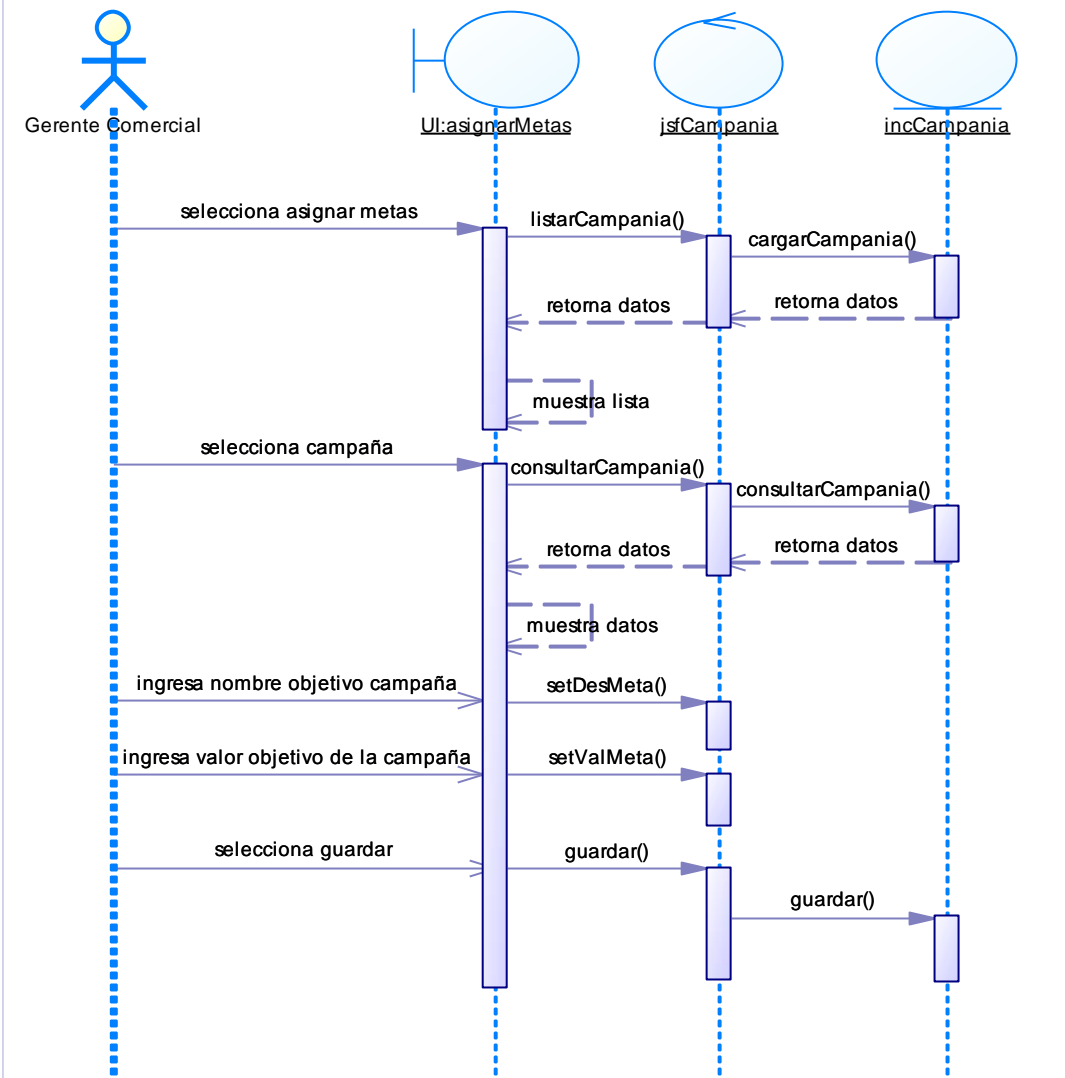 Gerente Comercial
UI:asignarMetas
jsfCampania
incCampania
selecciona asignar metas
listarCampania()
cargarCampania()
retorna datos
retorna datos
muestra lista
selecciona campaña
consultarCampania()
consultarCampania()
retorna datos
retorna datos
muestra datos
ingresa nombre objetivo campaña
setDesMeta()
ingresa valor objetivo de la campaña
setValMeta()
selecciona guardar
guardar()
guardar()